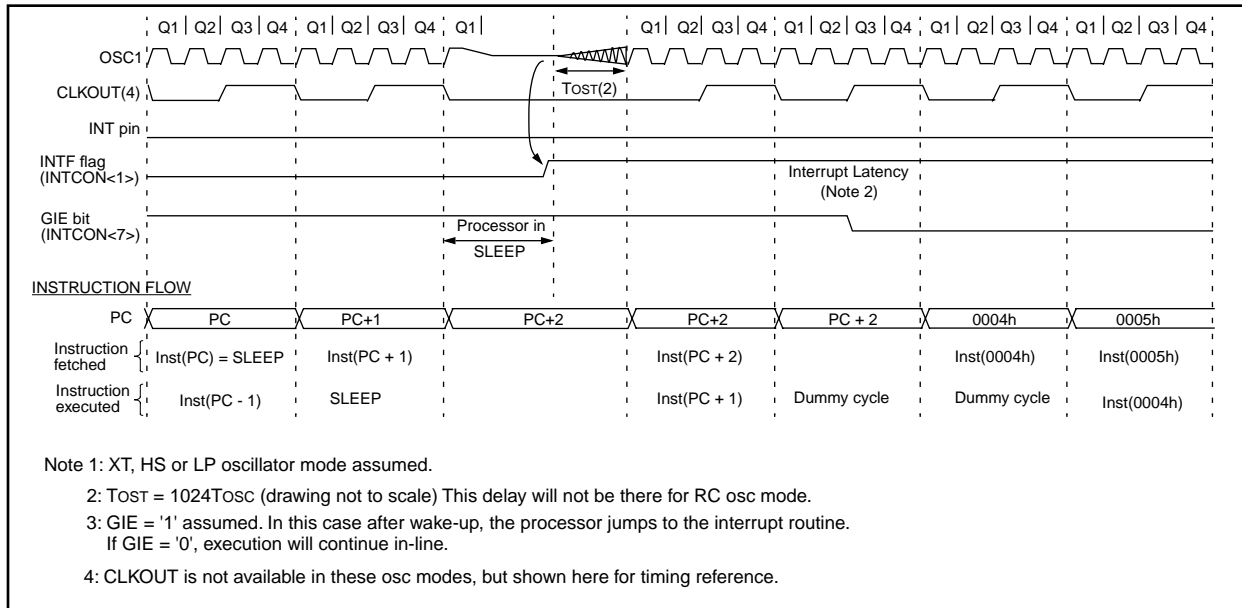 Q1 Q2 Q3 Q4 Q1 Q2 Q3 Q4 Q1 Q1 Q2 Q3 Q4 Q1 Q2 Q3 Q4 Q1 Q2 Q3 Q4 Q1 Q2 Q3 Q4
OSC1
TOST(2)
CLKOUT(4)
INT pin
INTF flag
(INTCON<1>)
Interrupt Latency
(Note 2)
GIE bit
(INTCON<7>)
Processor in
SLEEP
INSTRUCTION FLOW
PC PC PC+1 PC+2 PC+2 PC + 2 0004h 0005h
Instruction
fetched
Inst(PC) = SLEEP Inst(PC + 1) Inst(PC + 2) Inst(0004h) Inst(0005h)
Instruction
executed
Inst(PC - 1) SLEEP Inst(PC + 1) Dummy cycle Dummy cycle Inst(0004h)
Note 1: XT, HS or LP oscillator mode assumed.
2: TOST = 1024TOSC (drawing not to scale) This delay will not be there for RC osc mode.
3: GIE = '1' assumed. In this case after wake-up, the processor jumps to the interrupt routine.
If GIE = '0', execution will continue in-line.
4: CLKOUT is not available in these osc modes, but shown here for timing reference.